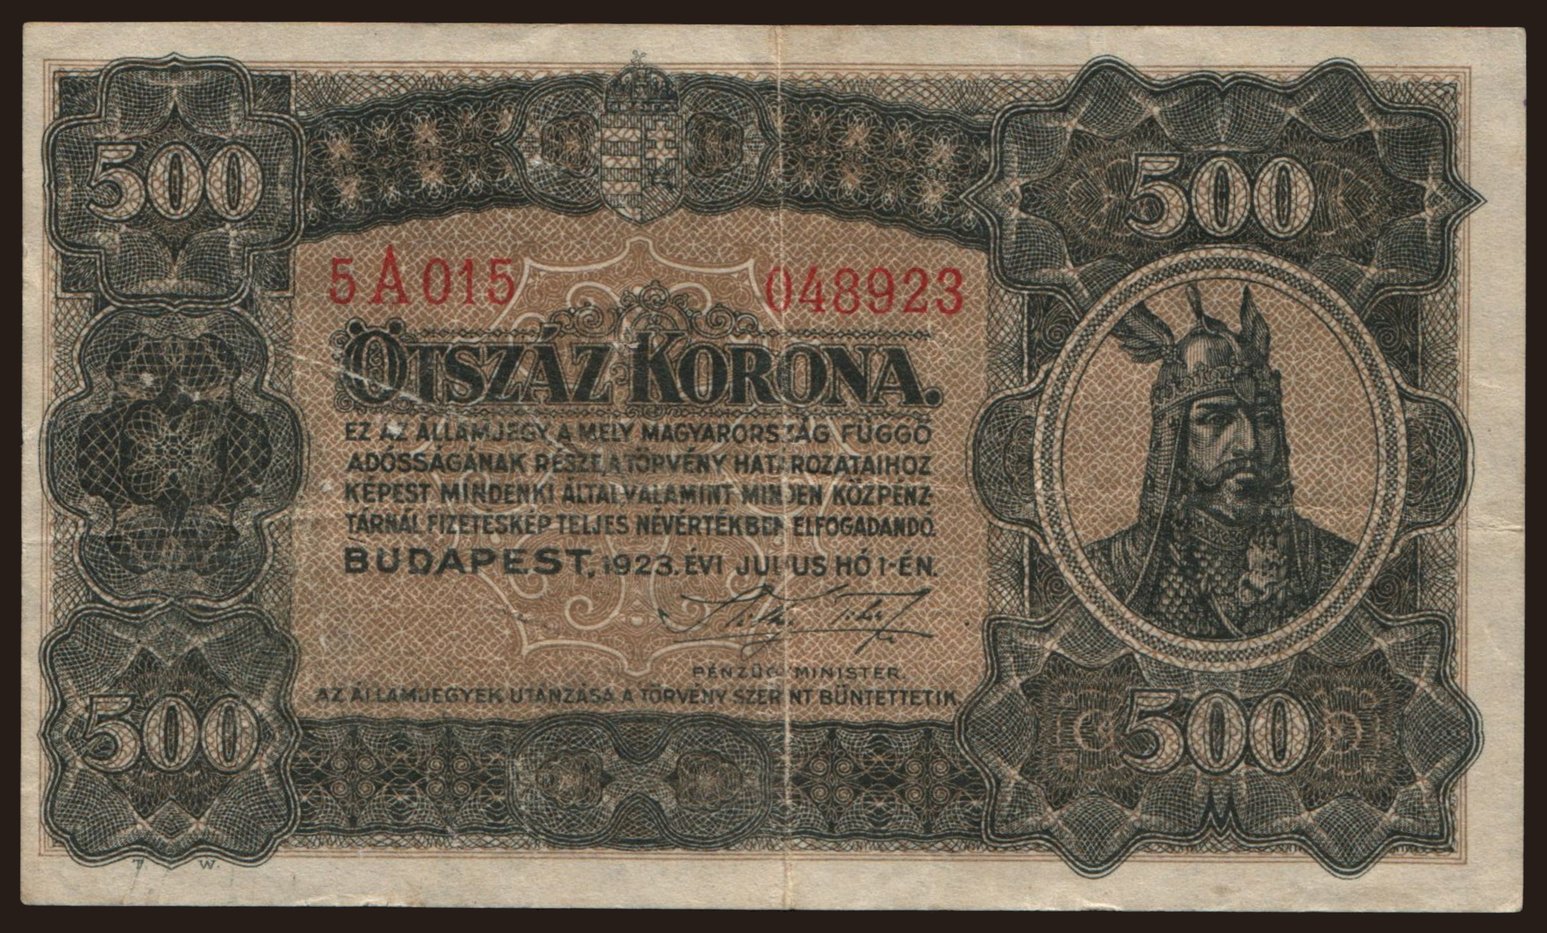 500
500
5A015
048923
ÖTSZÁZ KORONA.
EZ AZ ÁLLAMJEGY A MELY MAGYARORSZÁG FÜGGŐ
ADÓSSÁGÁNAK RÉSZE, A TÖRVÉNY HATÁROZATAIHOZ
KÉPEST MINDENKI ÁLTAL VALAMINT MINDEN KÖZPÉNZ-
TÁRNÁL FIZETÉSKÉP TELJES NÉVÉRTÉKBEN ELFOGADANDÓ.
BUDAPEST, 1923. ÉVI JULIUS HÓ 1-ÉN.
PÉNZÜGYMINISTER.
AZ ÁLLAMJEGYEK UTÁNZÁSA A TÖRVÉNY SZERINT BÜNTETTETIK
500
500
T W.